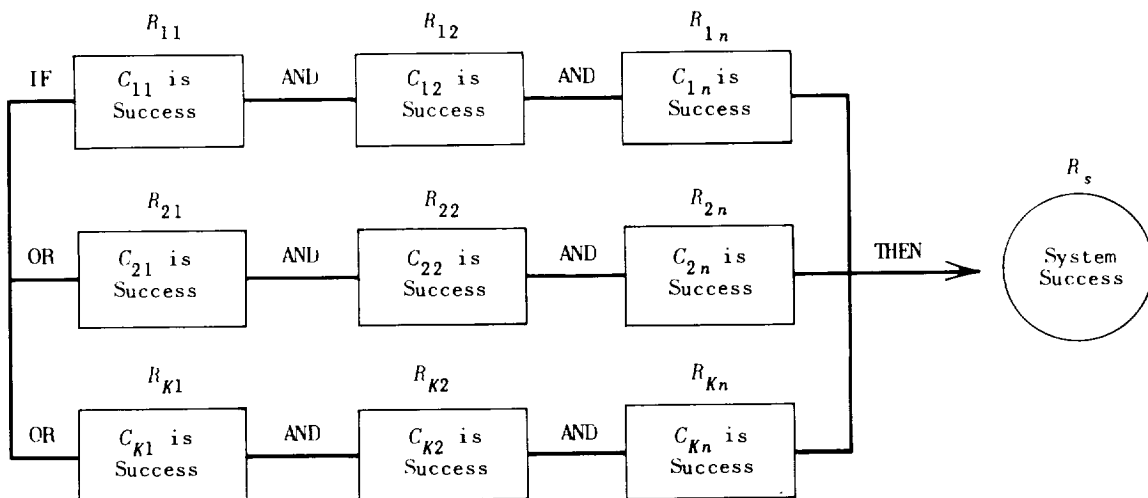 R11 R12 R1n
IF C11 is Success AND C12 is Success AND C1n is Success
Rs
R21 R22 R2n
OR C21 is Success AND C22 is Success AND C2n is Success THEN System Success
RK1 RK2 RKn
OR CK1 is Success AND CK2 is Success AND CKn is Success